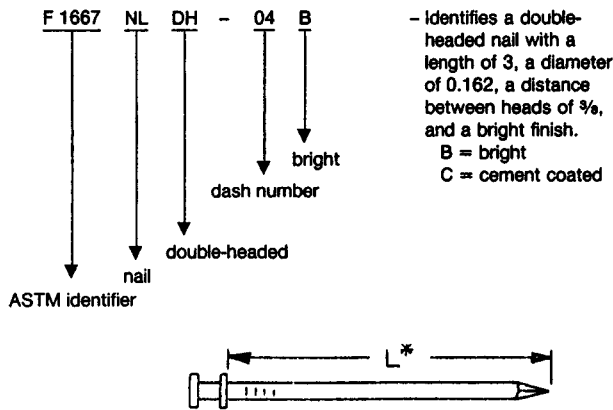 F 1667 NL DH - 04 B
– Identifies a double-
headed nail with a
length of 3, a diameter
of 0.162, a distance
between heads of 3/8,
and a bright finish.
B = bright
C = cement coated
bright
dash number
double-headed
nail
ASTM identifier
L*